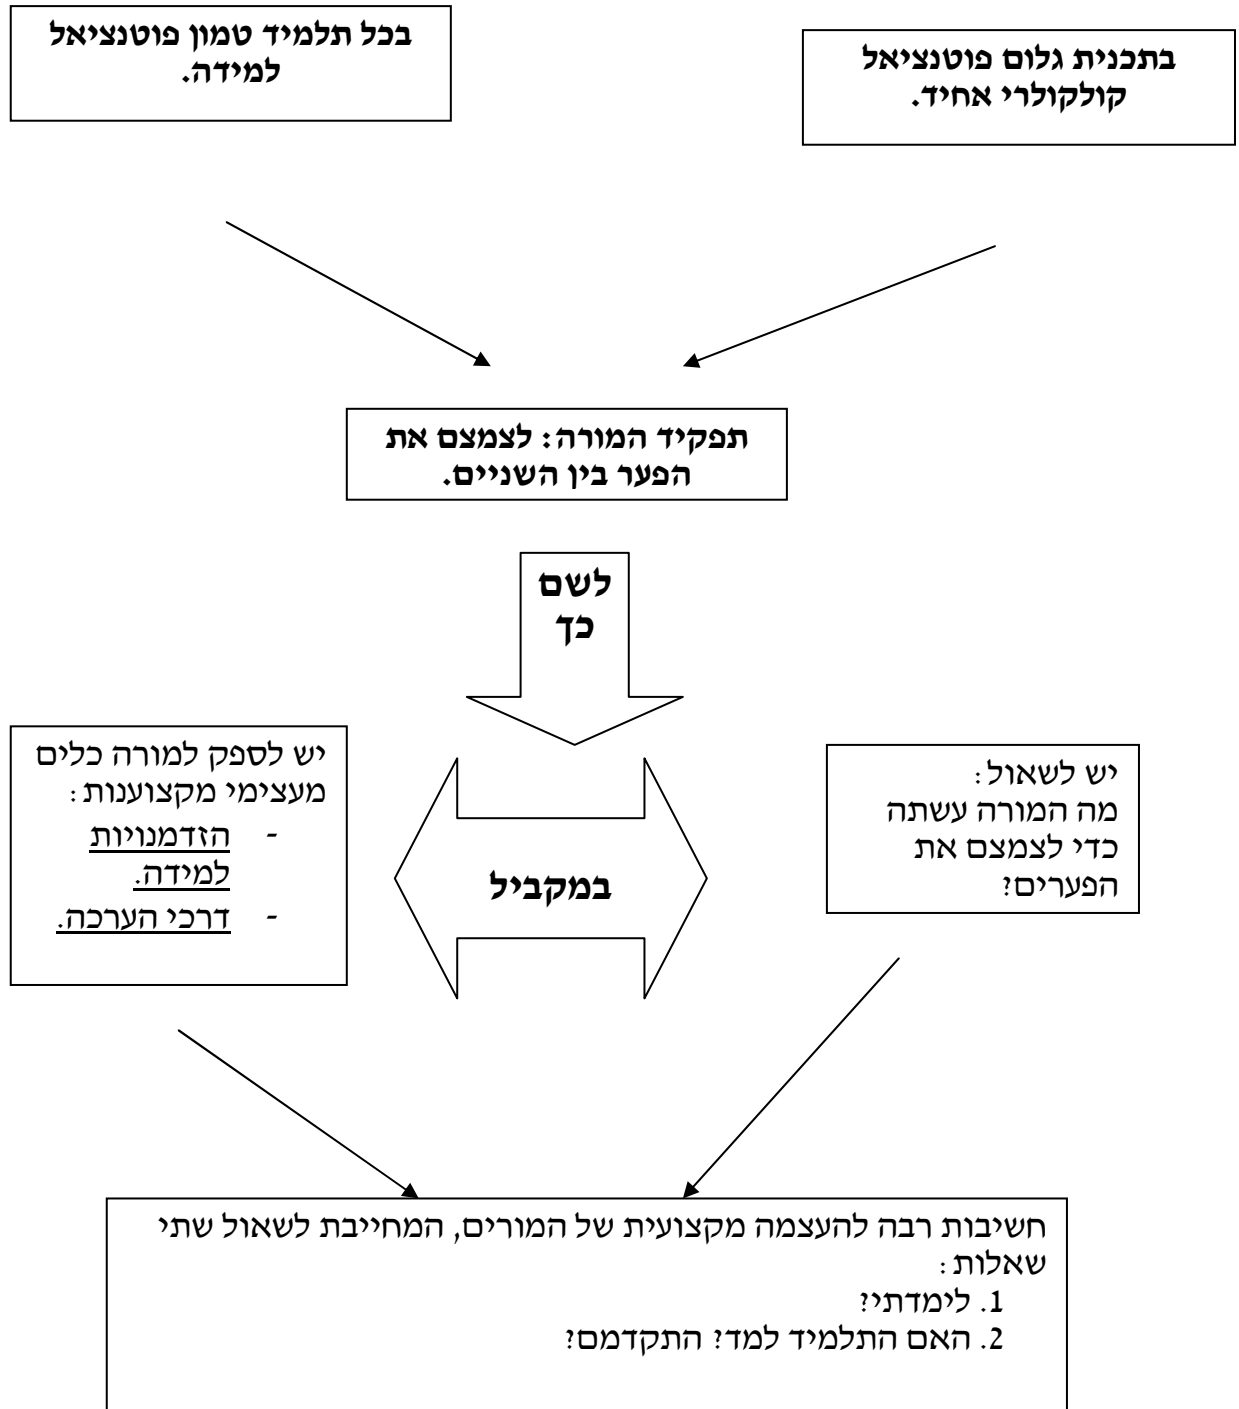 בתכנית גלום פוטנציאל
קולקולרי אחיד.
בכל תלמיד טמון פוטנציאל
למידה.
תפקיד המורה: לצמצם את
הפער בין השניים.
לשם
כך
יש לשאול:
מה המורה עשתה
כדי לצמצם את
הפערים?
במקביל
יש לספק למורה כלים
מעצימי מקצוענות:
- הזדמנויות
למידה.
- דרכי הערכה.
חשיבות רבה להעצמה מקצועית של המורים, המחייבת לשאול שתי
שאלות:
1. לימדתי?
2. האם התלמיד למד? התקדמם?